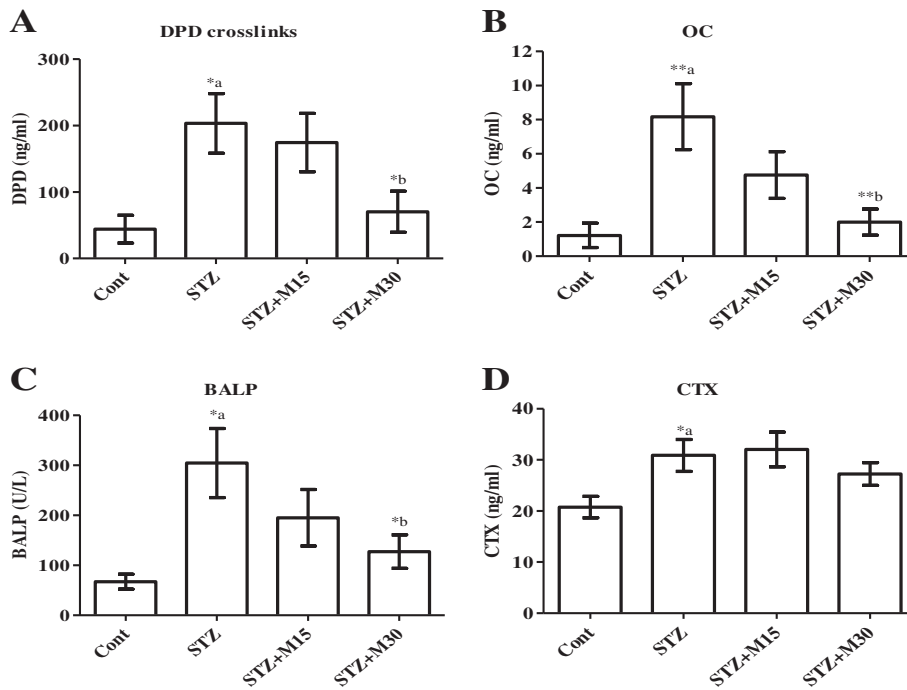 A
DPD crosslinks
300
200
100
0
DPD (ng/ml)
*a
*b
Cont
STZ
STZ+M15
STZ+M30
B
OC
12
10
8
6
4
2
0
OC (ng/ml)
**a
**b
Cont
STZ
STZ+M15
STZ+M30
C
BALP
400
300
200
100
0
BALP (U/L)
*a
*b
Cont
STZ
STZ+M15
STZ+M30
D
CTX
40
30
20
10
0
CTX (ng/ml)
*a
Cont
STZ
STZ+M15
STZ+M30